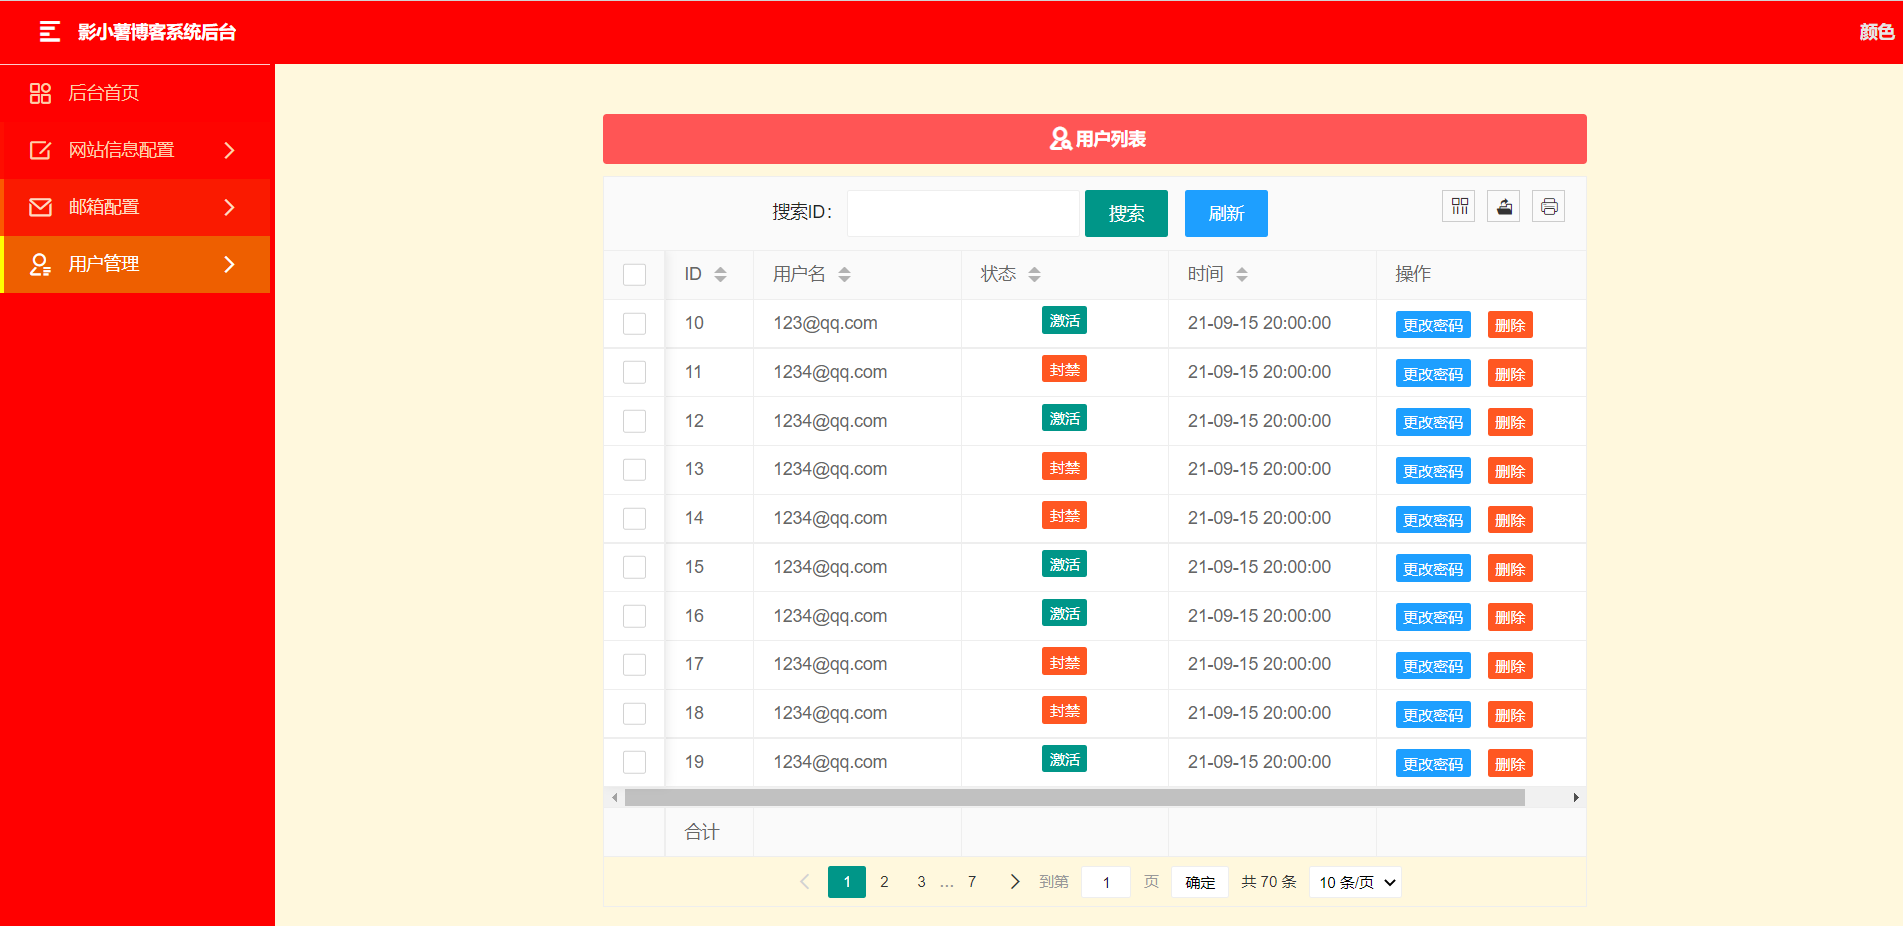 影小薯博客系统后台 颜色
后台首页
网站信息配置
邮箱配置
用户管理
用户列表
搜索ID： 搜索 刷新
ID 用户名 状态 时间 操作
10 123@qq.com 激活 21-09-15 20:00:00 更改密码 删除
11 1234@qq.com 封禁 21-09-15 20:00:00 更改密码 删除
12 1234@qq.com 激活 21-09-15 20:00:00 更改密码 删除
13 1234@qq.com 封禁 21-09-15 20:00:00 更改密码 删除
14 1234@qq.com 封禁 21-09-15 20:00:00 更改密码 删除
15 1234@qq.com 激活 21-09-15 20:00:00 更改密码 删除
16 1234@qq.com 激活 21-09-15 20:00:00 更改密码 删除
17 1234@qq.com 封禁 21-09-15 20:00:00 更改密码 删除
18 1234@qq.com 封禁 21-09-15 20:00:00 更改密码 删除
19 1234@qq.com 激活 21-09-15 20:00:00 更改密码 删除
合计
1 2 3 … 7 到第 1 页 确定 共 70 条 10 条/页